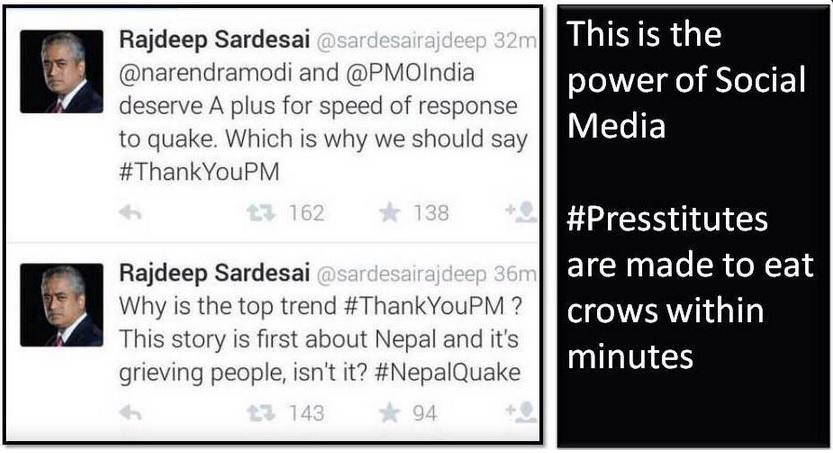 Rajdeep Sardesai @sardesairajdeep 32m
@narendramodi and @PMOIndia
deserve A plus for speed of response
to quake. Which is why we should say
#ThankYouPM
162 138
Rajdeep Sardesai @sardesairajdeep 36m
Why is the top trend #ThankYouPM ?
This story is first about Nepal and it's
grieving people, isn't it? #NepalQuake
143 94
This is the
power of Social
Media
#Presstitutes
are made to eat
crows within
minutes